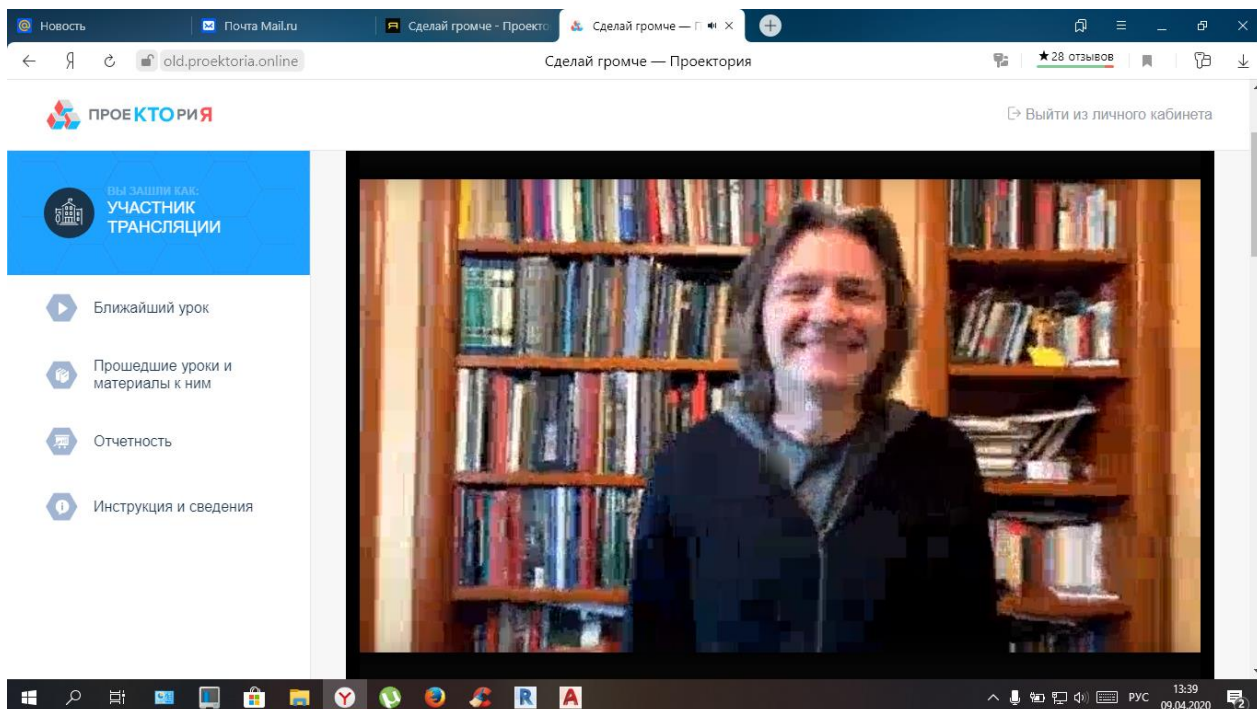 Новость
Почта Mail.ru
Сделай громче - Проекто
Сделай громче — П
old.proektoria.online
Сделай громче — Проектория
★28 отзывов
ПРОЕКТОРИЯ
Выйти из личного кабинета
ВЫ ЗАШЛИ КАК:
УЧАСТНИК
ТРАНСЛЯЦИИ
Ближайший урок
Прошедшие уроки и
материалы к ним
Отчетность
Инструкция и сведения
РУС
13:39
09.04.2020